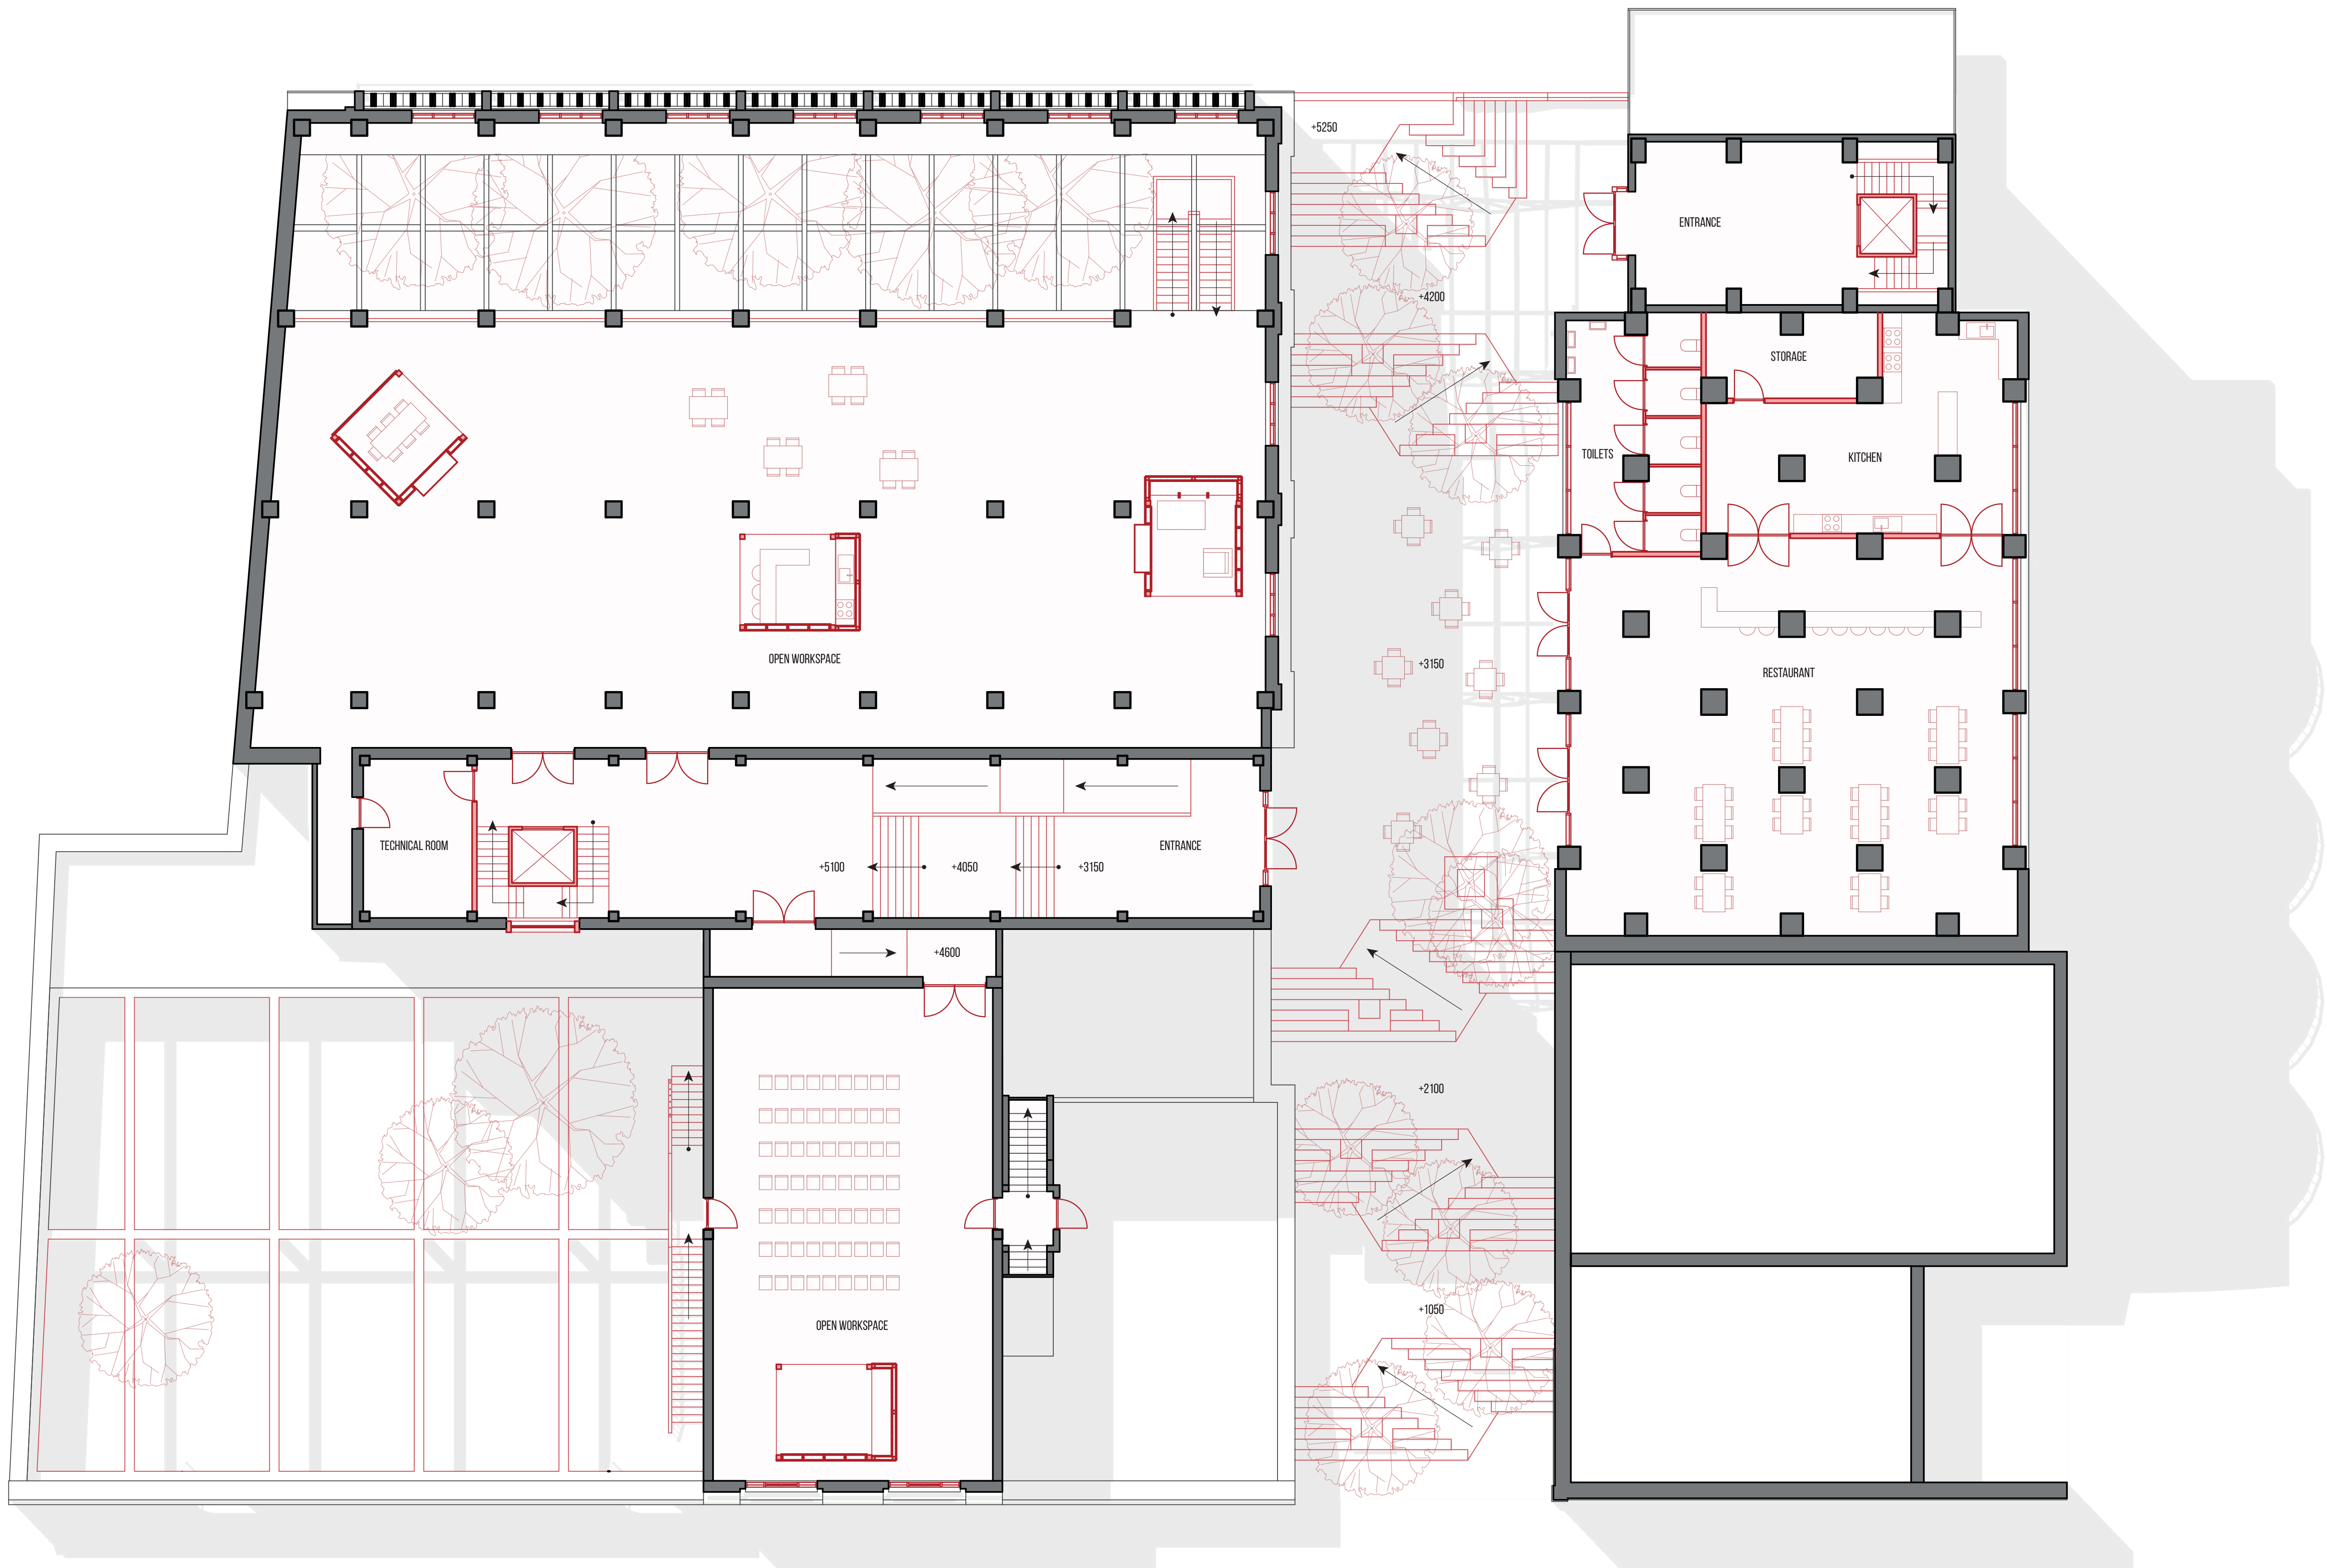 +5250
ENTRANCE
+4200
STORAGE
TOILETS
KITCHEN
OPEN WORKSPACE
+3150
RESTAURANT
TECHNICAL ROOM
+5100
+4050
+3150
ENTRANCE
+4600
+2100
+1050
OPEN WORKSPACE